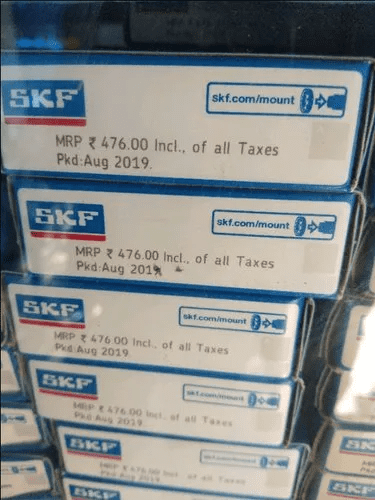 SKF
skf.com/mount
MRP ₹ 476.00 Incl., of all Taxes
Pkd:Aug 2019.
SKF
skf.com/mount
MRP ₹ 476.00 Incl., of all Taxes
Pkd:Aug 2019
SKF
skf.com/mount
MRP ₹ 476.00 Incl., of all Taxes
Pkd:Aug 2019
SKF
skf.com/mount
MRP ₹ 476.00 Incl., of all Taxes
Pkd:Aug 2019
SKF
SKF